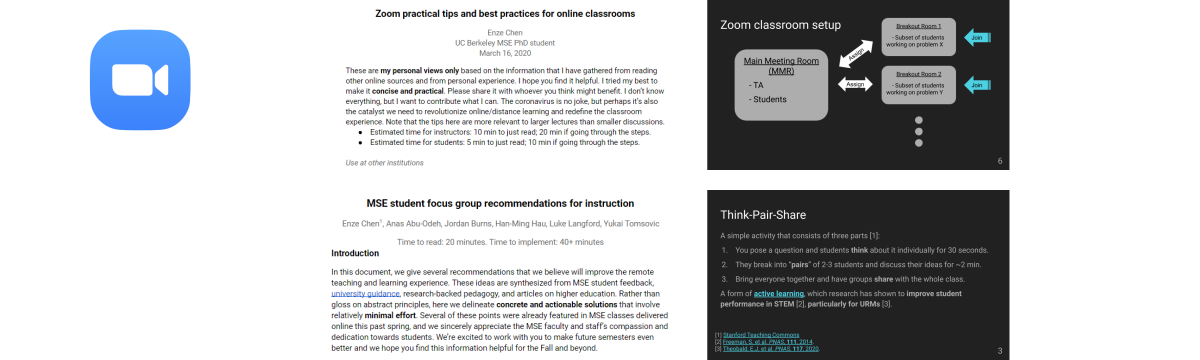 Zoom practical tips and best practices for online classrooms
Enze Chen
UC Berkeley MSE PhD student
March 16, 2020
These are my personal views only based on the information that I have gathered from reading
other online sources and from personal experience. I hope you find it helpful. I tried my best to
make it concise and practical. Please share it with whoever you think might benefit. I don't know
everything, but I want to contribute what I can. The coronavirus is no joke, but perhaps it's also
the catalyst we need to revolutionize online/distance learning and redefine the classroom
experience. Note that the tips here are more relevant to larger lectures than smaller discussions.
● Estimated time for instructors: 10 min to just read; 20 min if going through the steps.
● Estimated time for students: 5 min to just read; 10 min if going through the steps.
Use at other institutions
Zoom classroom setup
Main Meeting Room
(MMR)
- TA
- Students
Assign
Assign
Breakout Room 1
- Subset of students
working on problem X
Join
Breakout Room 2
- Subset of students
working on problem Y
Join
6
MSE student focus group recommendations for instruction
Enze Chen¹, Anas Abu-Odeh, Jordan Burns, Han-Ming Hau, Luke Langford, Yukai Tomsovic
Time to read: 20 minutes. Time to implement: 40+ minutes
Introduction
In this document, we give several recommendations that we believe will improve the remote
teaching and learning experience. These ideas are synthesized from MSE student feedback,
university guidance, research-backed pedagogy, and articles on higher education. Rather than
gloss on abstract principles, here we delineate concrete and actionable solutions that involve
relatively minimal effort. Several of these points were already featured in MSE classes delivered
online this past spring, and we sincerely appreciate the MSE faculty and staff's compassion and
dedication towards students. We're excited to work with you to make future semesters even
better and we hope you find this information helpful for the Fall and beyond.
Think-Pair-Share
A simple activity that consists of three parts [1]:
1. You pose a question and students think about it individually for 30 seconds.
2. They break into "pairs" of 2-3 students and discuss their ideas for ~2 min.
3. Bring everyone together and have groups share with the whole class.
A form of active learning, which research has shown to improve student
performance in STEM [2], particularly for URMs [3].
[1] Stanford Teaching Commons
[2] Freeman, S. et al. PNAS, 111, 2014.
[3] Theobald, E.J. et al. PNAS, 117, 2020.
3